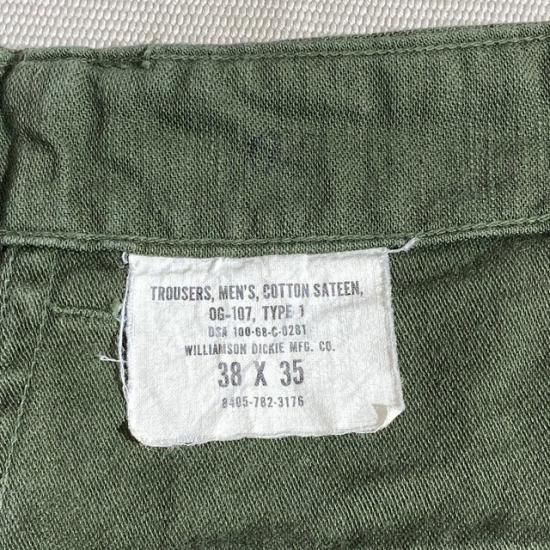 TROUSERS, MEN'S, COTTON SATEEN,
OG-107, TYPE 1
DSA 100-68-C-0281
WILLIAMSON DICKIE MFG. CO.
38 X 35
8405-782-3176